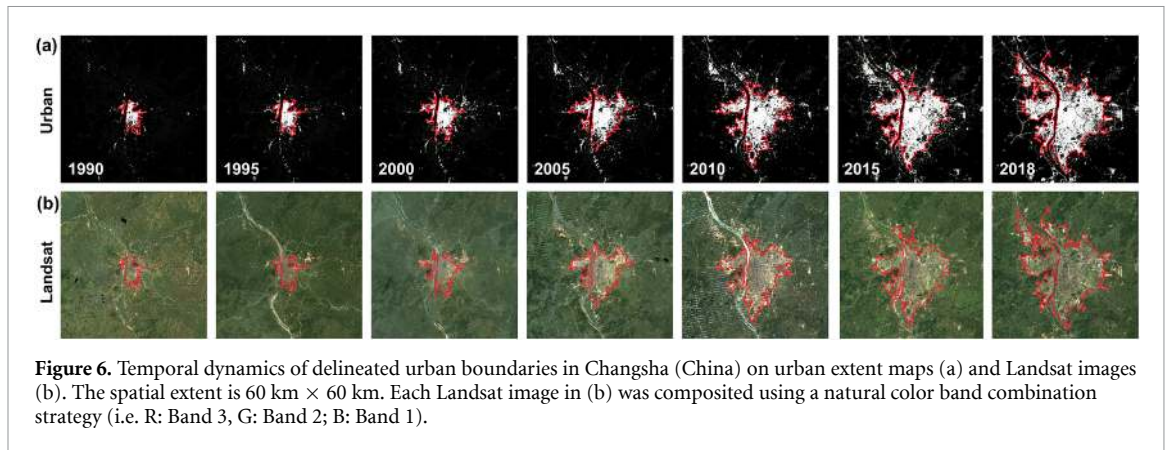 (a)
Urban
1990
1995
2000
2005
2010
2015
2018
(b)
Landsat
Figure 6. Temporal dynamics of delineated urban boundaries in Changsha (China) on urban extent maps (a) and Landsat images
(b). The spatial extent is 60 km × 60 km. Each Landsat image in (b) was composited using a natural color band combination
strategy (i.e. R: Band 3, G: Band 2; B: Band 1).